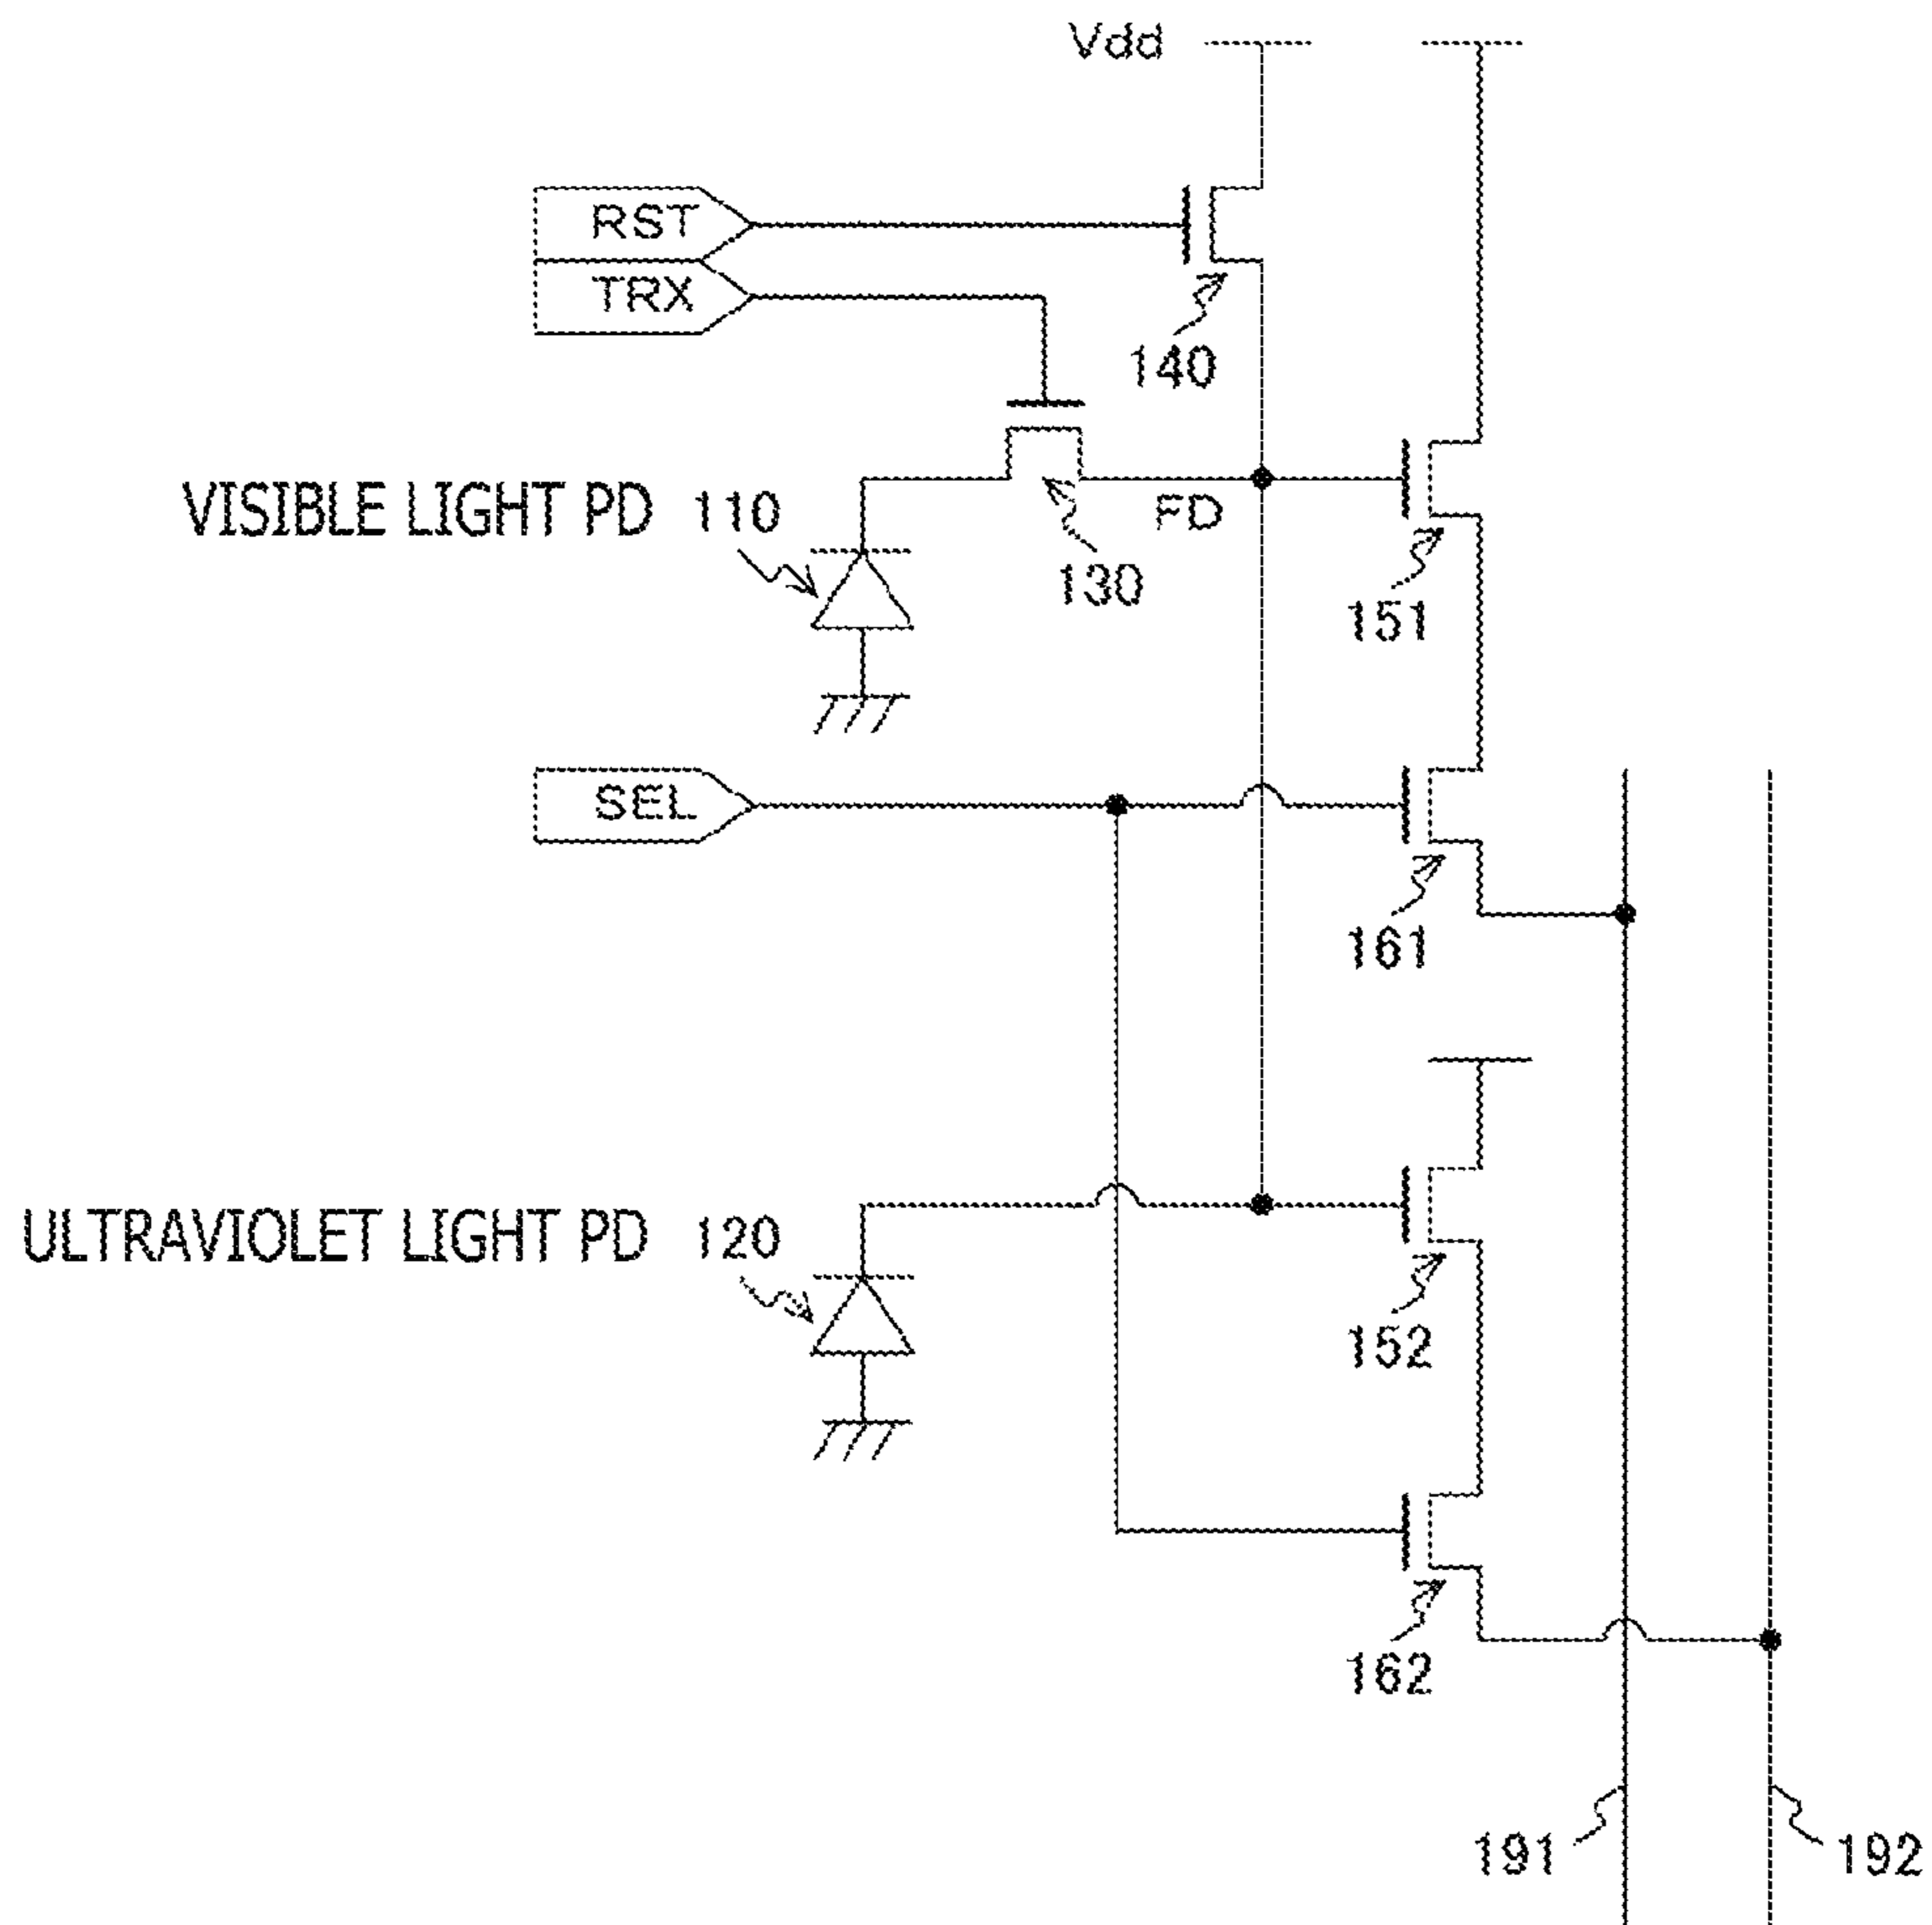 Vdd
RST
TRX
140
VISIBLE LIGHT PD 110
FD
130
151
SEL
161
ULTRAVIOLET LIGHT PD 120
152
162
191
192